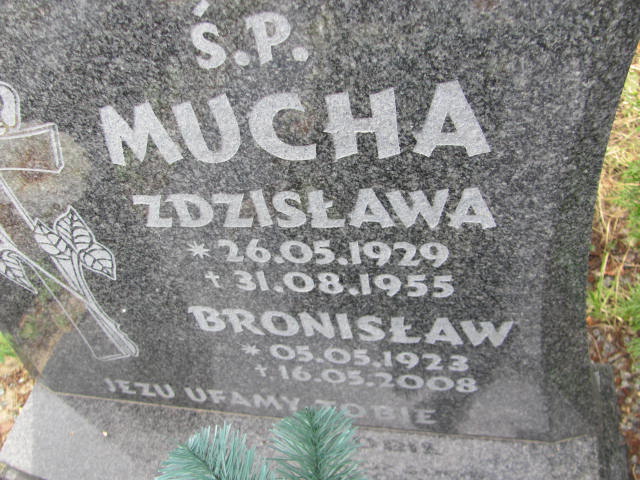 Ś.P.
MUCHA
ZDZISŁAWA
* 26.05.1929
† 31.08.1955
BRONISŁAW
* 05.05.1923
† 16.05.2008
JEZU UFAMY TOBIE